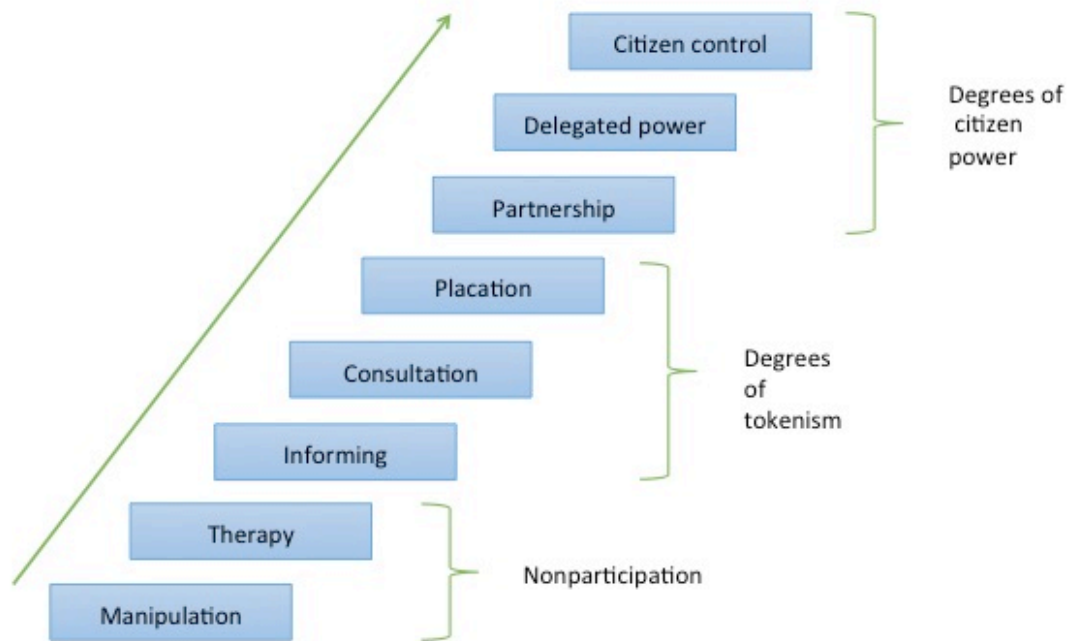 Citizen control
Delegated power
Partnership
Degrees of
citizen
power
Placation
Consultation
Informing
Degrees
of
tokenism
Therapy
Manipulation
Nonparticipation